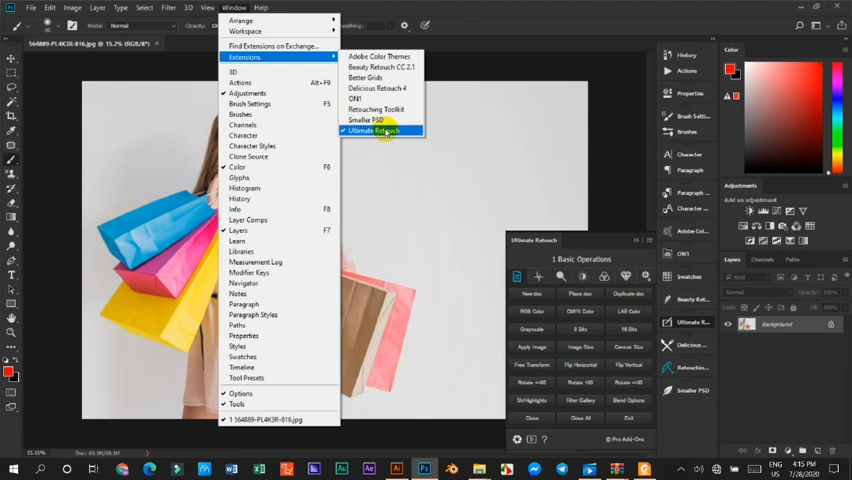 File Edit Image Layer Type Select Filter 3D View Window Help
Mode: Normal
564889-PL4K3R-816.jpg @ 15.2% (RGB/8*) ×
Arrange
Workspace
Find Extensions on Exchange...
Extensions
3D
Actions Alt+F9
Adjustments
Brush Settings F5
Brushes
Channels
Character
Character Styles
Clone Source
Color F6
Glyphs
Histogram
History
Info F8
Layer Comps
Layers F7
Learn
Libraries
Measurement Log
Modifier Keys
Navigator
Notes
Paragraph
Paragraph Styles
Paths
Properties
Styles
Swatches
Timeline
Tool Presets
Options
Tools
1 564889-PL4K3R-816.jpg
Adobe Color Themes
Beauty Retouch CC 2.1
Better Grids
Delicious Retouch 4
ON1
Retouching Toolkit
Smaller PSD
Ultimate Retouch
Ultimate Retouch
1 Basic Operations
New doc Place doc Duplicate doc
RGB Color CMYK Color LAB Color
Grayscale 8 Bits 16 Bits
Apply Image Image Size Canvas Size
Free Transform Flip Horizontal Flip Vertical
Rotate 180
Sh/Highlights Filter Gallery Blend Options
Close Close All Exit
© Pro Add-Ons
History
Actions
Properties
Brush Setti...
Brushes
Character
Paragraph
Paragraph ...
Character ...
Adobe Col...
ON1
Swatches
Beauty Ret...
Ultimate R...
Delicious ...
Retouchin...
Smaller PSD
Color
Adjustments
Add an adjustment
Layers Channels Paths
Kind
Normal Opacity:
Lock: Fill:
Background
15.15% Doc: 69.9M/69.9M
ENG
US
4:15 PM
7/28/2020